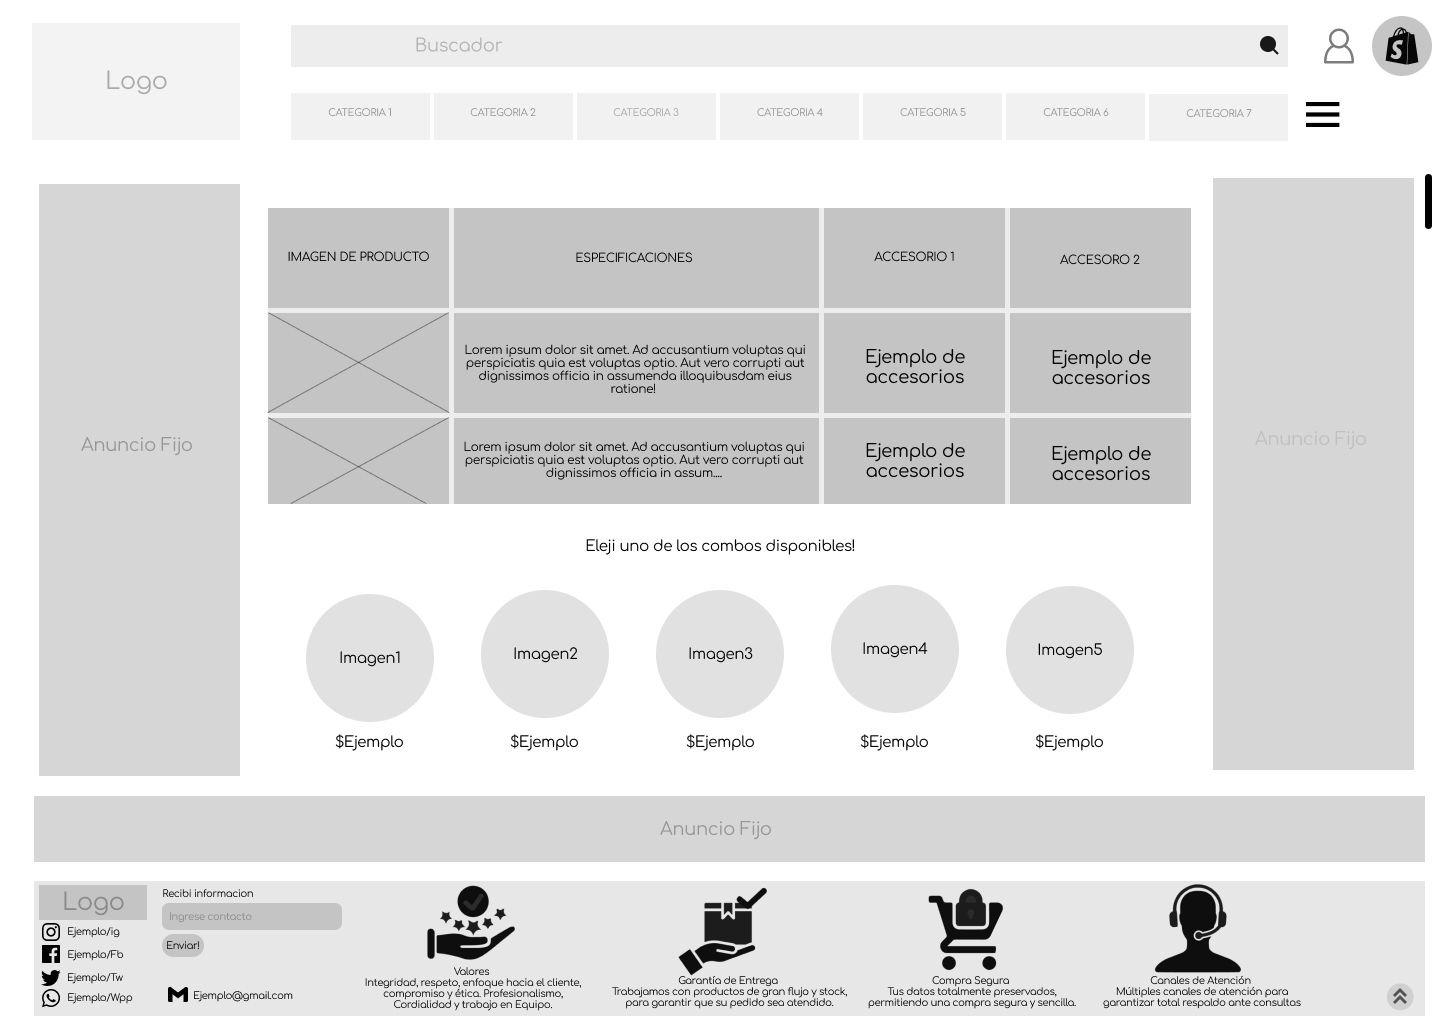 Logo
Buscador
CATEGORIA 1
CATEGORIA 2
CATEGORIA 3
CATEGORIA 4
CATEGORIA 5
CATEGORIA 6
CATEGORIA 7
Anuncio Fijo
IMAGEN DE PRODUCTO
ESPECIFICACIONES
ACCESORIO 1
ACCESORO 2
Lorem ipsum dolor sit amet. Ad accusantium voluptas qui
perspiciatis quia est voluptas optio. Aut vero corrupti aut
dignissimos officia in assumenda illoquibusdam eius
ratione!
Ejemplo de
accesorios
Ejemplo de
accesorios
Lorem ipsum dolor sit amet. Ad accusantium voluptas qui
perspiciatis quia est voluptas optio. Aut vero corrupti aut
dignissimos officia in assum....
Ejemplo de
accesorios
Ejemplo de
accesorios
Anuncio Fijo
Eleji uno de los combos disponibles!
Imagen1
Imagen2
Imagen3
Imagen4
Imagen5
$Ejemplo
$Ejemplo
$Ejemplo
$Ejemplo
$Ejemplo
Anuncio Fijo
Logo
Ejemplo/ig
Ejemplo/Fb
Ejemplo/Tw
Ejemplo/Wpp
Recibi informacion
Ingrese contacto
Enviar!
Ejemplo@gmail.com
Valores
Integridad, respeto, enfoque hacia el cliente,
compromiso y ética. Profesionalismo,
Cordialidad y trabajo en Equipo.
Garantía de Entrega
Trabajamos con productos de gran flujo y stock,
para garantir que su pedido sea atendido.
Compra Segura
Tus datos totalmente preservados,
permitiendo una compra segura y sencilla.
Canales de Atención
Múltiples canales de atención para
garantizar total respaldo ante consultas